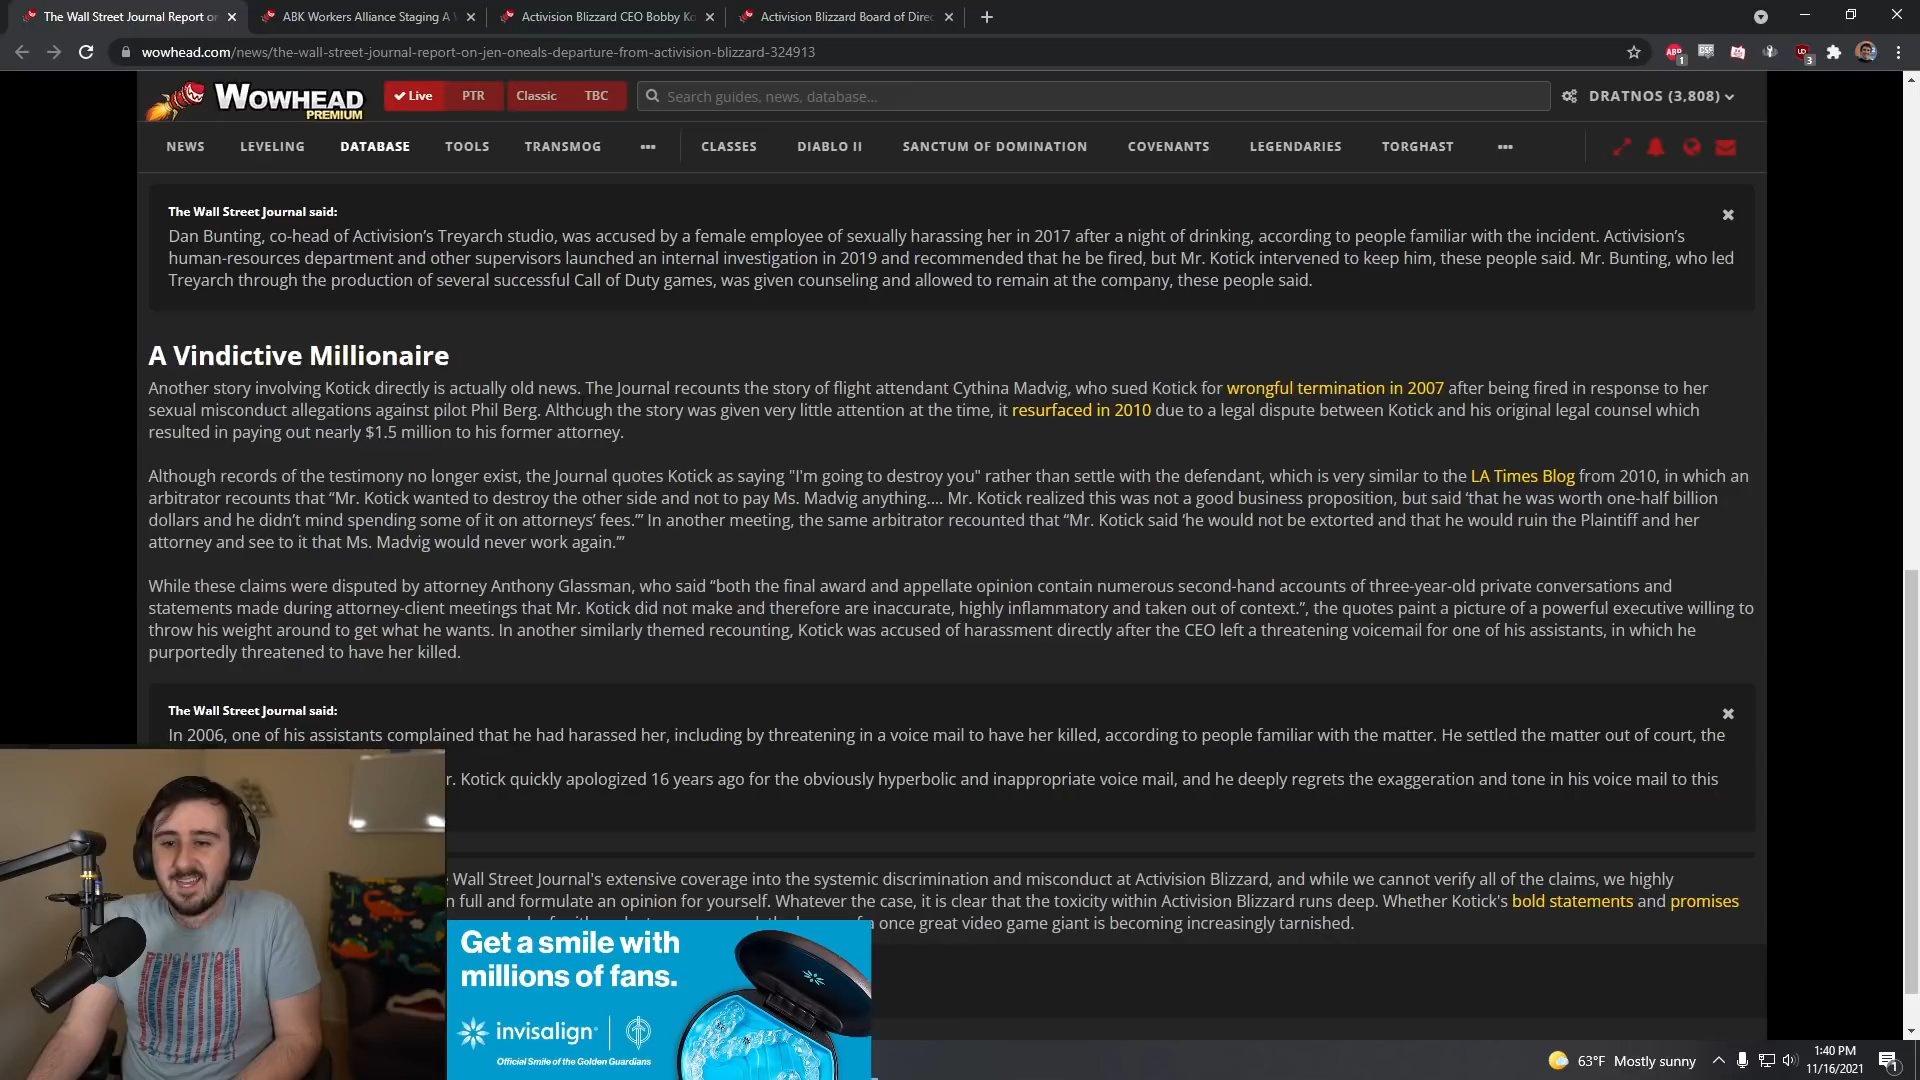 The Wall Street Journal Report on
ABK Workers Alliance Staging A
Activision Blizzard CEO Bobby Ko
Activision Blizzard Board of Direc
wowhead.com/news/the-wall-street-journal-report-on-jen-oneals-departure-from-activision-blizzard-324913
WOWHEAD
PREMIUM
Live PTR Classic TBC
Search guides, news, database...
DRATNOS (3,808)
NEWS LEVELING DATABASE TOOLS TRANSMOG ••• CLASSES DIABLO II SANCTUM OF DOMINATION COVENANTS LEGENDARIES TORGHAST •••
The Wall Street Journal said:
Dan Bunting, co-head of Activision's Treyarch studio, was accused by a female employee of sexually harassing her in 2017 after a night of drinking, according to people familiar with the incident. Activision's
human-resources department and other supervisors launched an internal investigation in 2019 and recommended that he be fired, but Mr. Kotick intervened to keep him, these people said. Mr. Bunting, who led
Treyarch through the production of several successful Call of Duty games, was given counseling and allowed to remain at the company, these people said.
A Vindictive Millionaire
Another story involving Kotick directly is actually old news. The Journal recounts the story of flight attendant Cythina Madvig, who sued Kotick for wrongful termination in 2007 after being fired in response to her
sexual misconduct allegations against pilot Phil Berg. Although the story was given very little attention at the time, it resurfaced in 2010 due to a legal dispute between Kotick and his original legal counsel which
resulted in paying out nearly $1.5 million to his former attorney.
Although records of the testimony no longer exist, the Journal quotes Kotick as saying "I'm going to destroy you" rather than settle with the defendant, which is very similar to the LA Times Blog from 2010, in which an
arbitrator recounts that “Mr. Kotick wanted to destroy the other side and not to pay Ms. Madvig anything.... Mr. Kotick realized this was not a good business proposition, but said ‘that he was worth one-half billion
dollars and he didn’t mind spending some of it on attorneys’ fees.’” In another meeting, the same arbitrator recounted that “Mr. Kotick said ‘he would not be extorted and that he would ruin the Plaintiff and her
attorney and see to it that Ms. Madvig would never work again.’”
While these claims were disputed by attorney Anthony Glassman, who said “both the final award and appellate opinion contain numerous second-hand accounts of three-year-old private conversations and
statements made during attorney-client meetings that Mr. Kotick did not make and therefore are inaccurate, highly inflammatory and taken out of context.”, the quotes paint a picture of a powerful executive willing to
throw his weight around to get what he wants. In another similarly themed recounting, Kotick was accused of harassment directly after the CEO left a threatening voicemail for one of his assistants, in which he
purportedly threatened to have her killed.
The Wall Street Journal said:
In 2006, one of his assistants complained that he had harassed her, including by threatening in a voice mail to have her killed, according to people familiar with the matter. He settled the matter out of court, the
r. Kotick quickly apologized 16 years ago for the obviously hyperbolic and inappropriate voice mail, and he deeply regrets the exaggeration and tone in his voice mail to this
Wall Street Journal's extensive coverage into the systemic discrimination and misconduct at Activision Blizzard, and while we cannot verify all of the claims, we highly
n full and formulate an opinion for yourself. Whatever the case, it is clear that the toxicity within Activision Blizzard runs deep. Whether Kotick's bold statements and promises
a once great video game giant is becoming increasingly tarnished.
Get a smile with
millions of fans.
invisalign
Official Smile of the Golden Guardians
63°F Mostly sunny
1:40 PM
11/16/2021